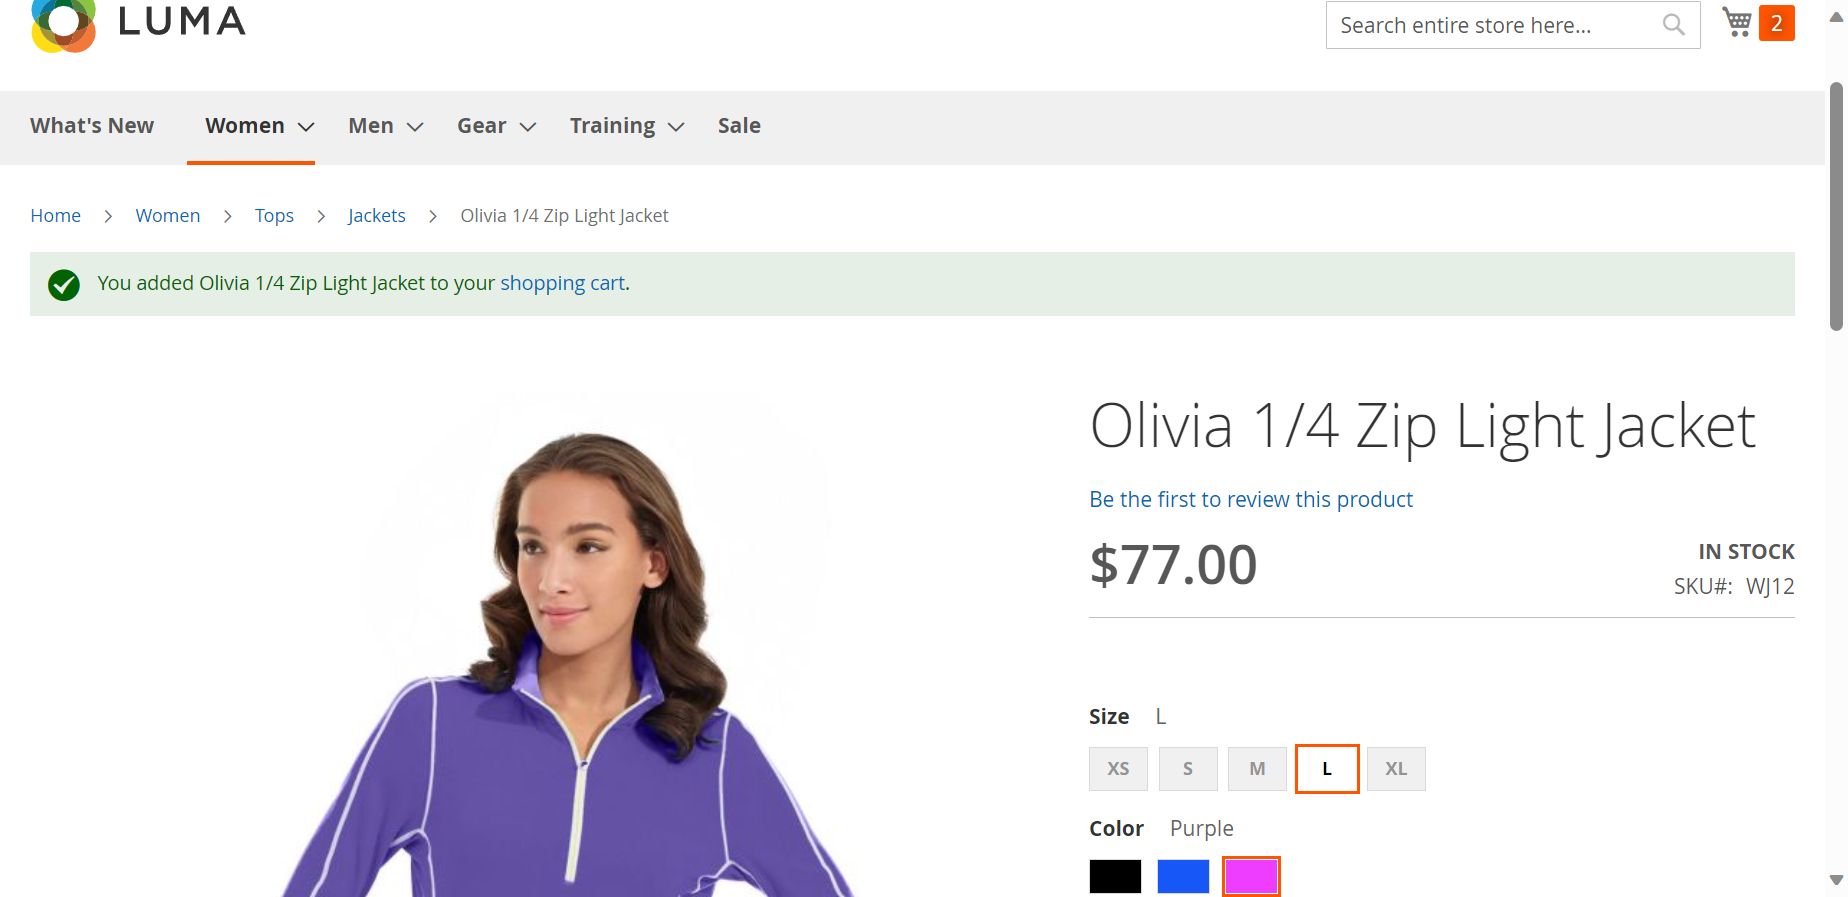 LUMA
Search entire store here...
2
What's New Women Men Gear Training Sale
Home Women Tops Jackets Olivia 1/4 Zip Light Jacket
You added Olivia 1/4 Zip Light Jacket to your shopping cart.
Olivia 1/4 Zip Light Jacket
Be the first to review this product
$77.00
IN STOCK
SKU#: WJ12
Size L
XS S M L XL
Color Purple